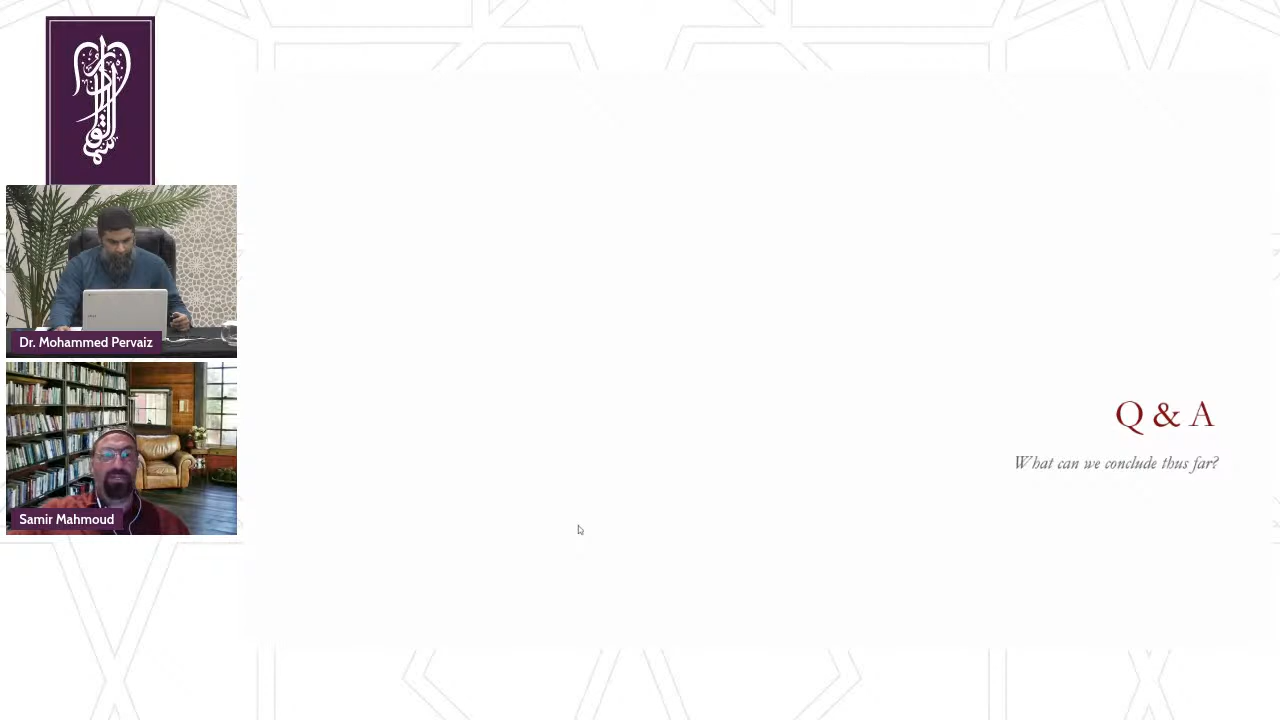 Dr. Mohammed Pervaiz
Samir Mahmoud
Q & A
What can we conclude thus far?